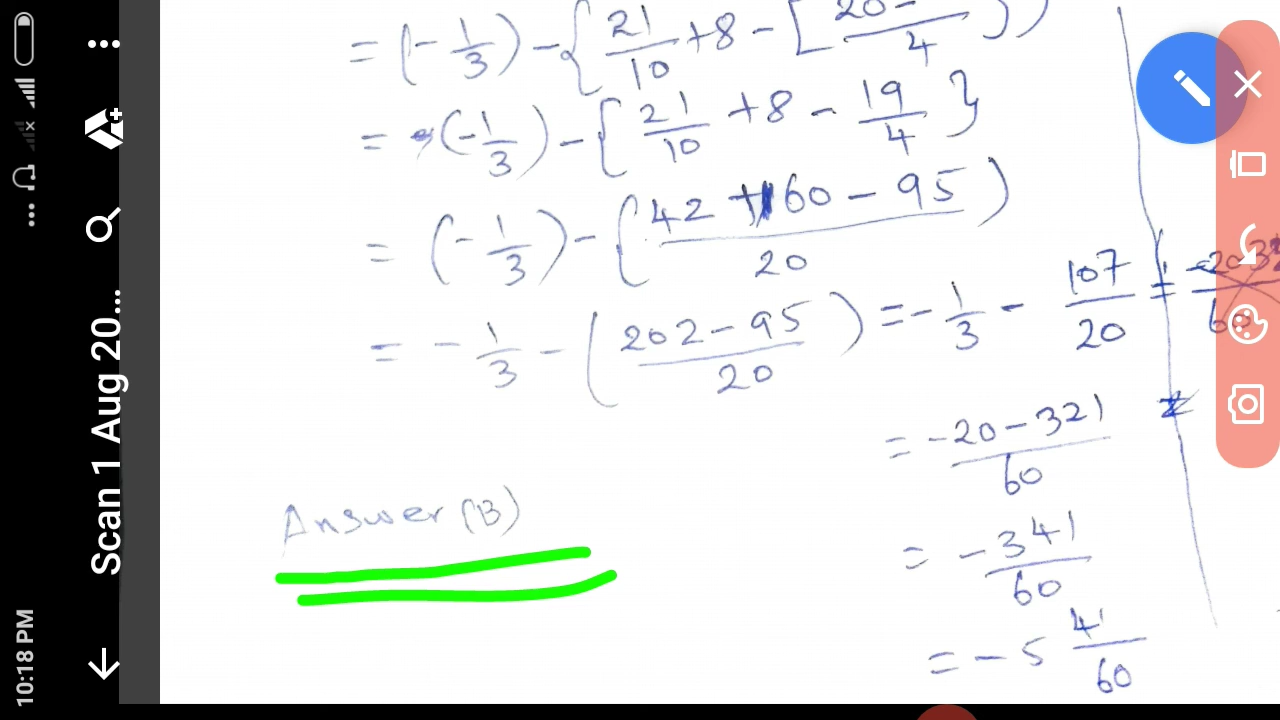 = (- 1/3) - { 21/10 + 8 - [ 20-/4 ] }
= (- 1/3) - { 21/10 + 8 - 19/4 }
= (- 1/3) - ( 42 + 160 - 95 / 20 )
= - 1/3 - ( 202 - 95 / 20 ) = - 1/3 - 107/20
= -20 - 321 / 60
= - 341 / 60
= - 5 41/60
Answer (B)
Scan 1 Aug 20...
10:18 PM